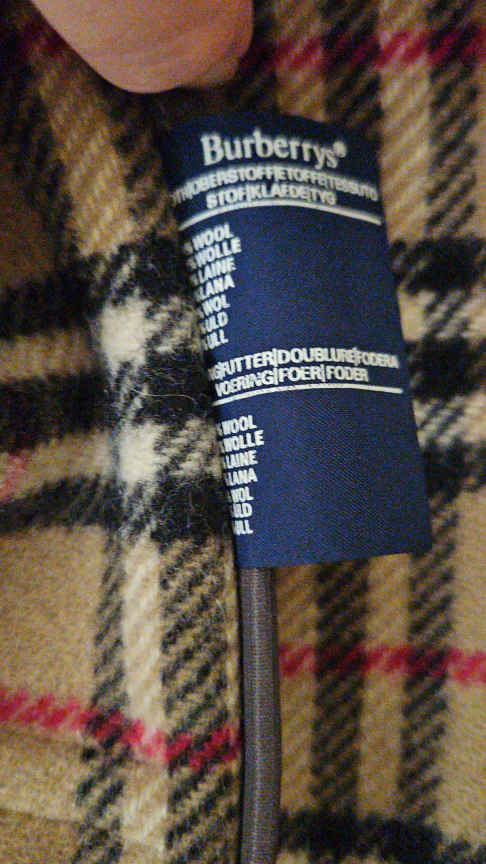 Burberrys®
TH|OBERSTOFF|ETOFFE|TESSUTO
STOF|KLAEDE|TYG
% WOOL
% WOLLE
% LAINE
% LANA
% WOL
% ULD
% ULL
G|FUTTER|DOUBLURE|FODERA
VOERING|FOER|FODER
% WOOL
% WOLLE
% LAINE
% LANA
% WOL
% ULD
% ULL